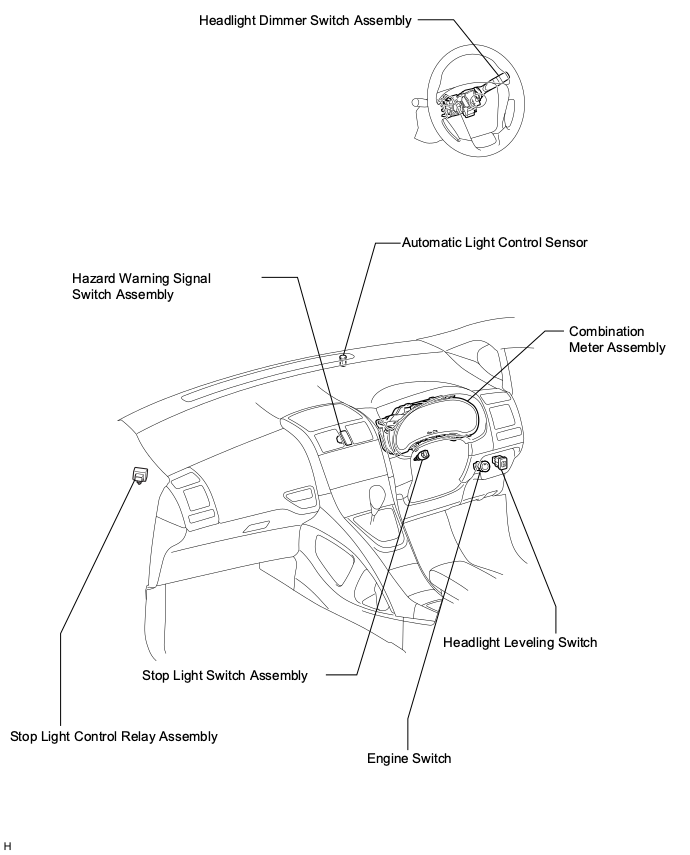 Headlight Dimmer Switch Assembly
Automatic Light Control Sensor
Hazard Warning Signal
Switch Assembly
Combination
Meter Assembly
Headlight Leveling Switch
Stop Light Switch Assembly
Stop Light Control Relay Assembly
Engine Switch
H